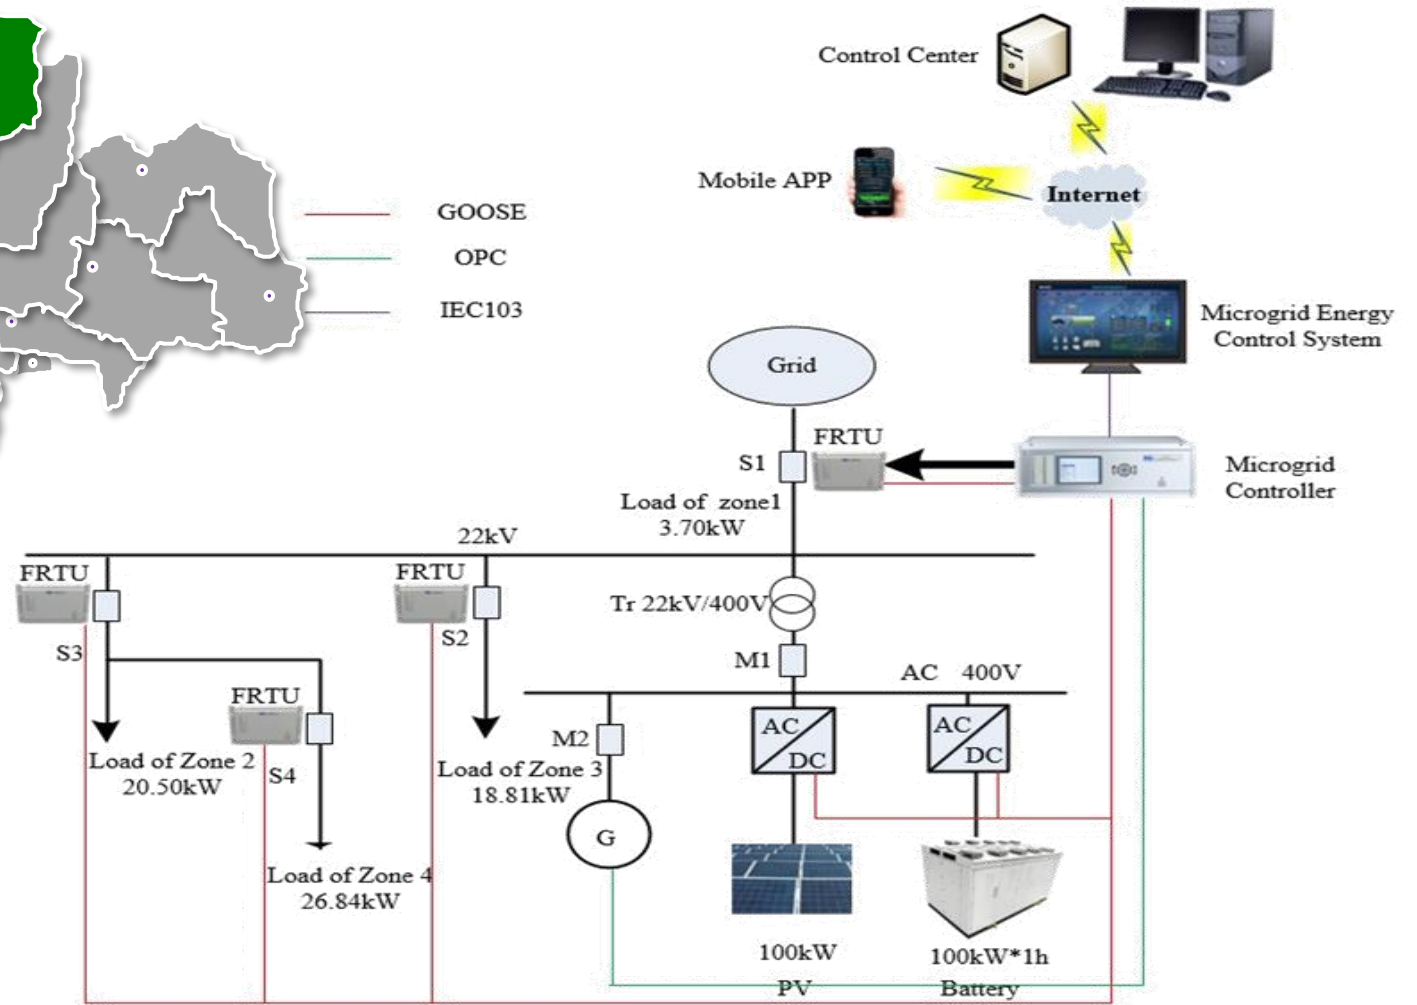 Control Center
Mobile APP
Internet
GOOSE
OPC
IEC103
Microgrid Energy
Control System
Grid
FRTU
S1
Microgrid
Controller
Load of zone1
3.70kW
22kV
FRTU
FRTU
Tr 22kV/400V
S3
S2
M1
AC 400V
FRTU
M2
AC
DC
AC
DC
Load of Zone 2
20.50kW
S4
Load of Zone 3
18.81kW
G
Load of Zone 4
26.84kW
100kW
PV
100kW*1h
Battery